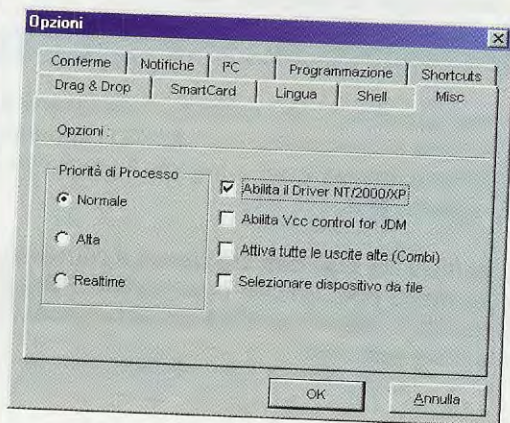 Opzioni
Conferme Notifiche I²C Programmazione Shortcuts
Drag & Drop SmartCard Lingua Shell Misc
Opzioni :
Priorità di Processo
Normale
Alta
Realtime
Abilita il Driver NT/2000/XP
Abilita Vcc control for JDM
Attiva tutte le uscite alte.(Combi)
Selezionare dispositivo da file
OK
Annulla